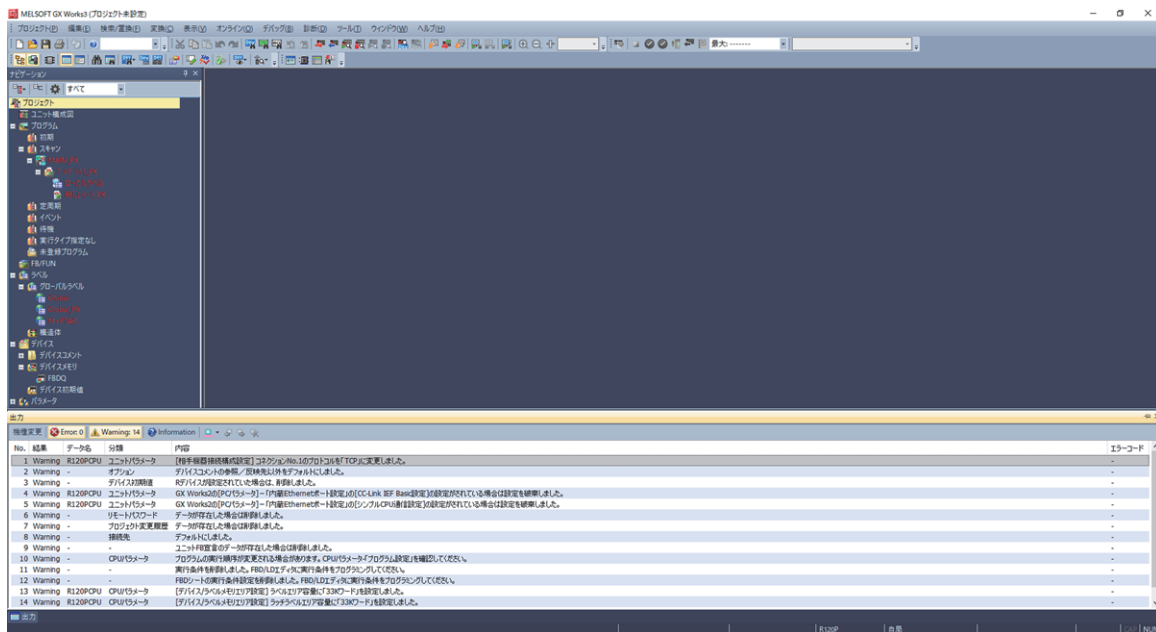 MELSOFT GX Works3 (プロジェクト未設定)
プロジェクト(P) 編集(E) 検索/置換(F) 変換(C) 表示(V) オンライン(O) デバッグ(B) 診断(D) ツール(T) ウィンドウ(W) ヘルプ(H)
最大: -------
ナビゲーション
すべて
プロジェクト
ユニット構成図
プログラム
初期
スキャン
定周期
イベント
待機
実行タイプ指定なし
未登録プログラム
FB/FUN
ラベル
グローバルラベル
構造体
デバイス
デバイスコメント
デバイスメモリ
FBDQ
デバイス初期値
パラメータ
出力
機種変更 Error: 0 Warning: 14 Information
No. 結果 データ名 分類 内容 エラーコード
1 Warning R120PCPU ユニットパラメータ [相手機器接続構成設定] コネクションNo.1のプロトコルを「TCP」に変更しました。 -
2 Warning - オプション デバイスコメントの参照／反映先以外をデフォルトにしました。 -
3 Warning - デバイス初期値 Rデバイスが設定されていた場合は、削除しました。 -
4 Warning R120PCPU ユニットパラメータ GX Works2の[PCパラメータ]－「内蔵Ethernetポート設定」の[CC-Link IEF Basic設定]の設定がされている場合は設定を破棄しました。 -
5 Warning R120PCPU ユニットパラメータ GX Works2の[PCパラメータ]－「内蔵Ethernetポート設定」の[シンプルCPU通信設定]の設定がされている場合は設定を破棄しました。 -
6 Warning - リモートパスワード データが存在した場合は削除しました。 -
7 Warning - プロジェクト変更履歴 データが存在した場合は削除しました。 -
8 Warning - 接続先 デフォルトにしました。 -
9 Warning - - ユニットFB宣言のデータが存在した場合は削除しました。 -
10 Warning - CPUパラメータ プログラムの実行順序が変更される場合があります。CPUパラメータ-「プログラム設定」を確認してください。 -
11 Warning - - 実行条件を削除しました。FBD/LDエディタに実行条件をプログラミングしてください。 -
12 Warning - - FBDシートの実行条件設定を削除しました。FBD/LDエディタに実行条件をプログラミングしてください。 -
13 Warning R120PCPU CPUパラメータ [デバイス/ラベルメモリエリア設定] ラベルエリア容量に「33Kワード」を設定しました。 -
14 Warning R120PCPU CPUパラメータ [デバイス/ラベルメモリエリア設定] ラッチラベルエリア容量に「33Kワード」を設定しました。 -
出力
R120P 自局 CAP NUM